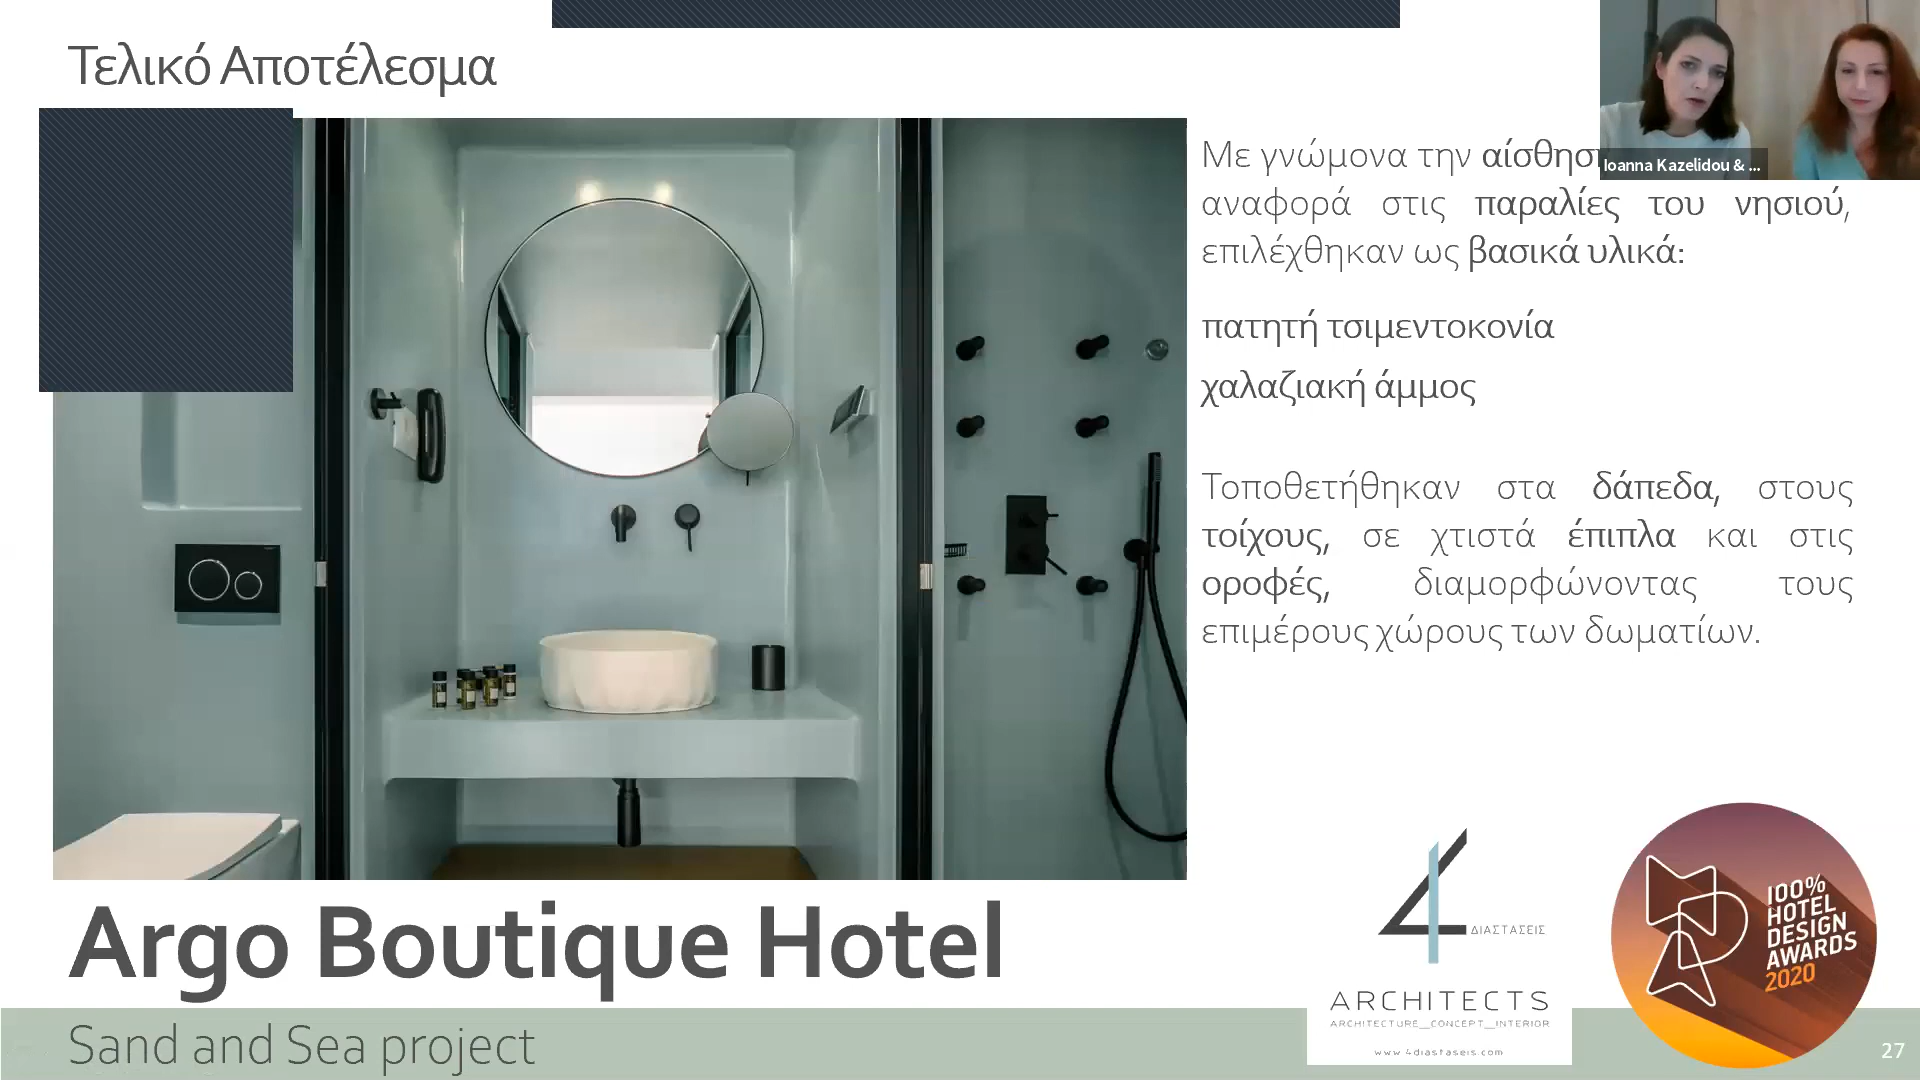 Τελικό Αποτέλεσμα
Ioanna Kazelidou & ...
Με γνώμονα την
αναφορά στις παραλίες του νησιού,
επιλέχθηκαν ως βασικά υλικά:
πατητή τσιμεντοκονία
χαλαζιακή άμμος
Τοποθετήθηκαν στα δάπεδα, στους
τοίχους, σε χτιστά έπιπλα και στις
οροφές, διαμορφώνοντας τους
επιμέρους χώρους των δωματίων.
4
ΔΙΑΣΤΑΣΕΙΣ
ARCHITECTS
ARCHITECTURE_CONCEPT_INTERIOR
www.4diastaseis.com
100%
HOTEL
DESIGN
AWARDS
2020
Argo Boutique Hotel
Sand and Sea project
27